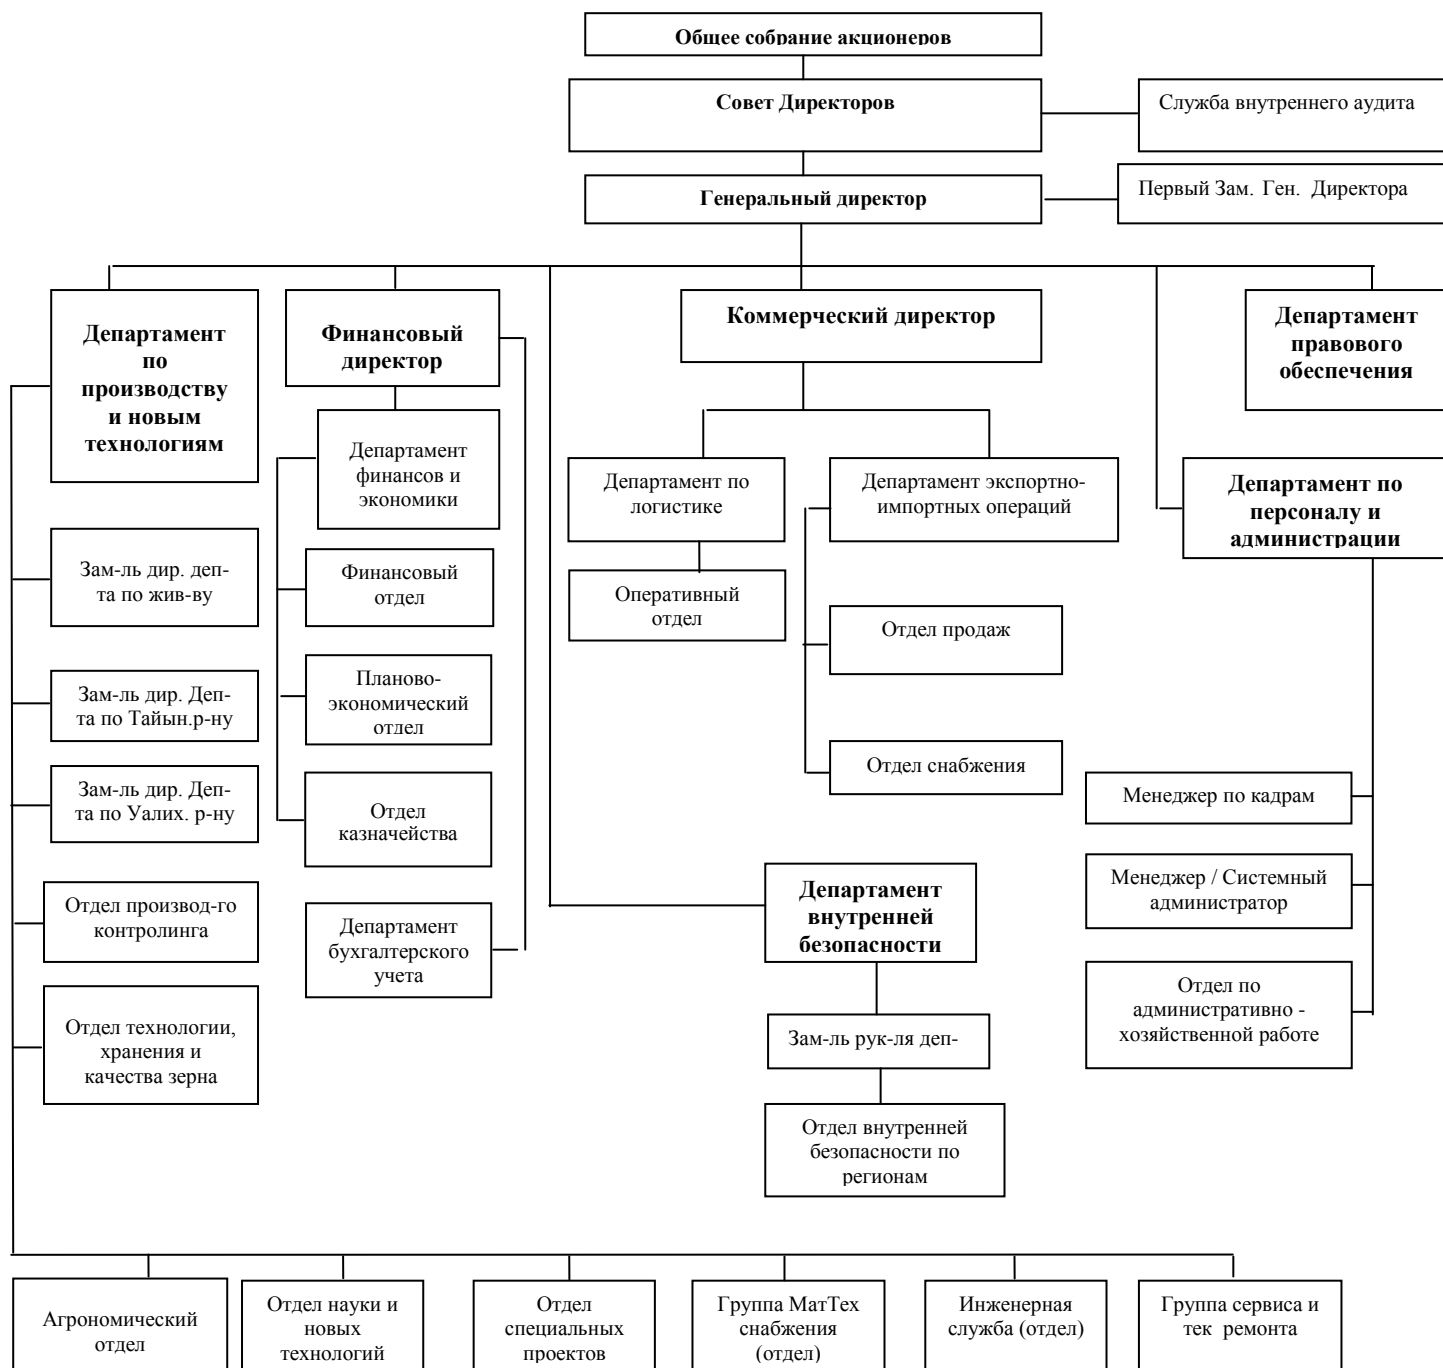 Общее собрание акционеров
Совет Директоров
Служба внутреннего аудита
Генеральный директор
Первый Зам. Ген. Директора
Департамент
по
производству
и новым
технологиям
Финансовый
директор
Коммерческий директор
Департамент
правового
обеспечения
Департамент
финансов и
экономики
Департамент по
логистике
Департамент экспортно-
импортных операций
Департамент по
персоналу и
администрации
Зам-ль дир. деп-
та по жив-ву
Финансовый
отдел
Оперативный
отдел
Отдел продаж
Зам-ль дир. Деп-
та по Тайын.р-ну
Планово-
экономический
отдел
Отдел снабжения
Зам-ль дир. Деп-
та по Уалих. р-ну
Отдел
казначейства
Менеджер по кадрам
Отдел производ-го
контролинга
Департамент
бухгалтерского
учета
Департамент
внутренней
безопасности
Менеджер / Системный
администратор
Отдел технологии,
хранения и
качества зерна
Зам-ль рук-ля деп-
Отдел по
административно -
хозяйственной работе
Отдел внутренней
безопасности по
регионам
Агрономический
отдел
Отдел науки и
новых
технологий
Отдел
специальных
проектов
Группа МатТех
снабжения
(отдел)
Инженерная
служба (отдел)
Группа сервиса и
тек ремонта